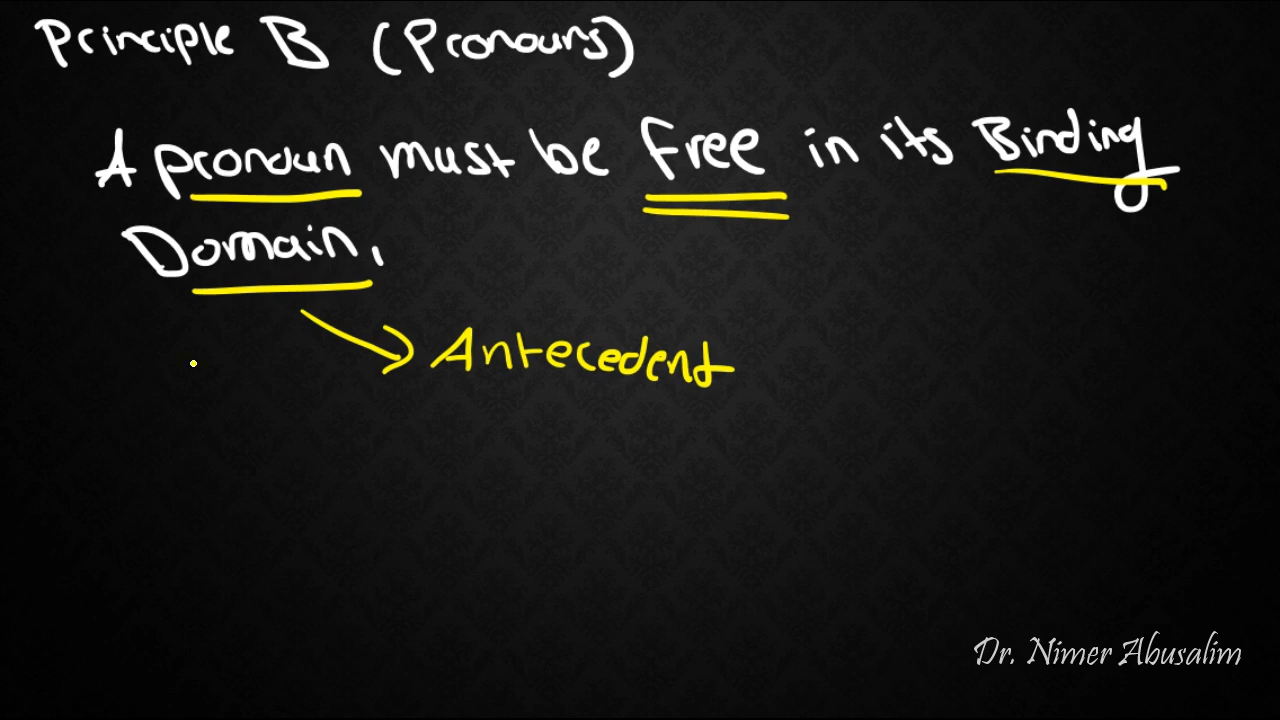 Principle B (Pronouns)
A pronoun must be Free in its Binding
Domain.
Antecedent
Dr. Nimer Abusalim